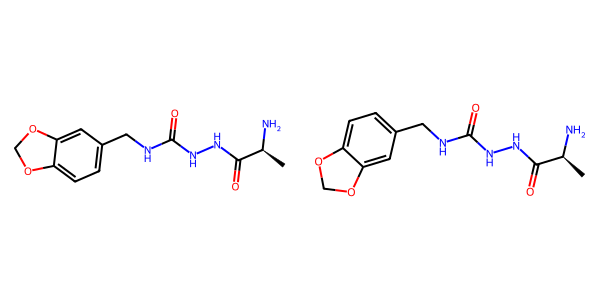 O NH₂ O NH₂
O NH NH O NH NH
O NH O O NH O
O O